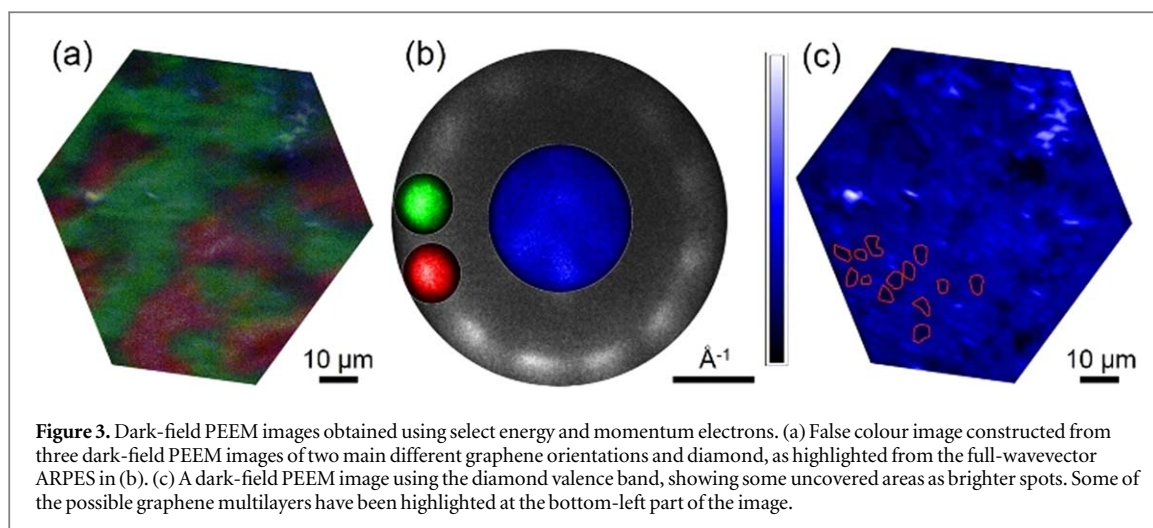 (a)
(b)
(c)
10 µm
Å⁻¹
10 µm
Figure 3. Dark-field PEEM images obtained using select energy and momentum electrons. (a) False colour image constructed from
three dark-field PEEM images of two main different graphene orientations and diamond, as highlighted from the full-wavevector
ARPES in (b). (c) A dark-field PEEM image using the diamond valence band, showing some uncovered areas as brighter spots. Some of
the possible graphene multilayers have been highlighted at the bottom-left part of the image.